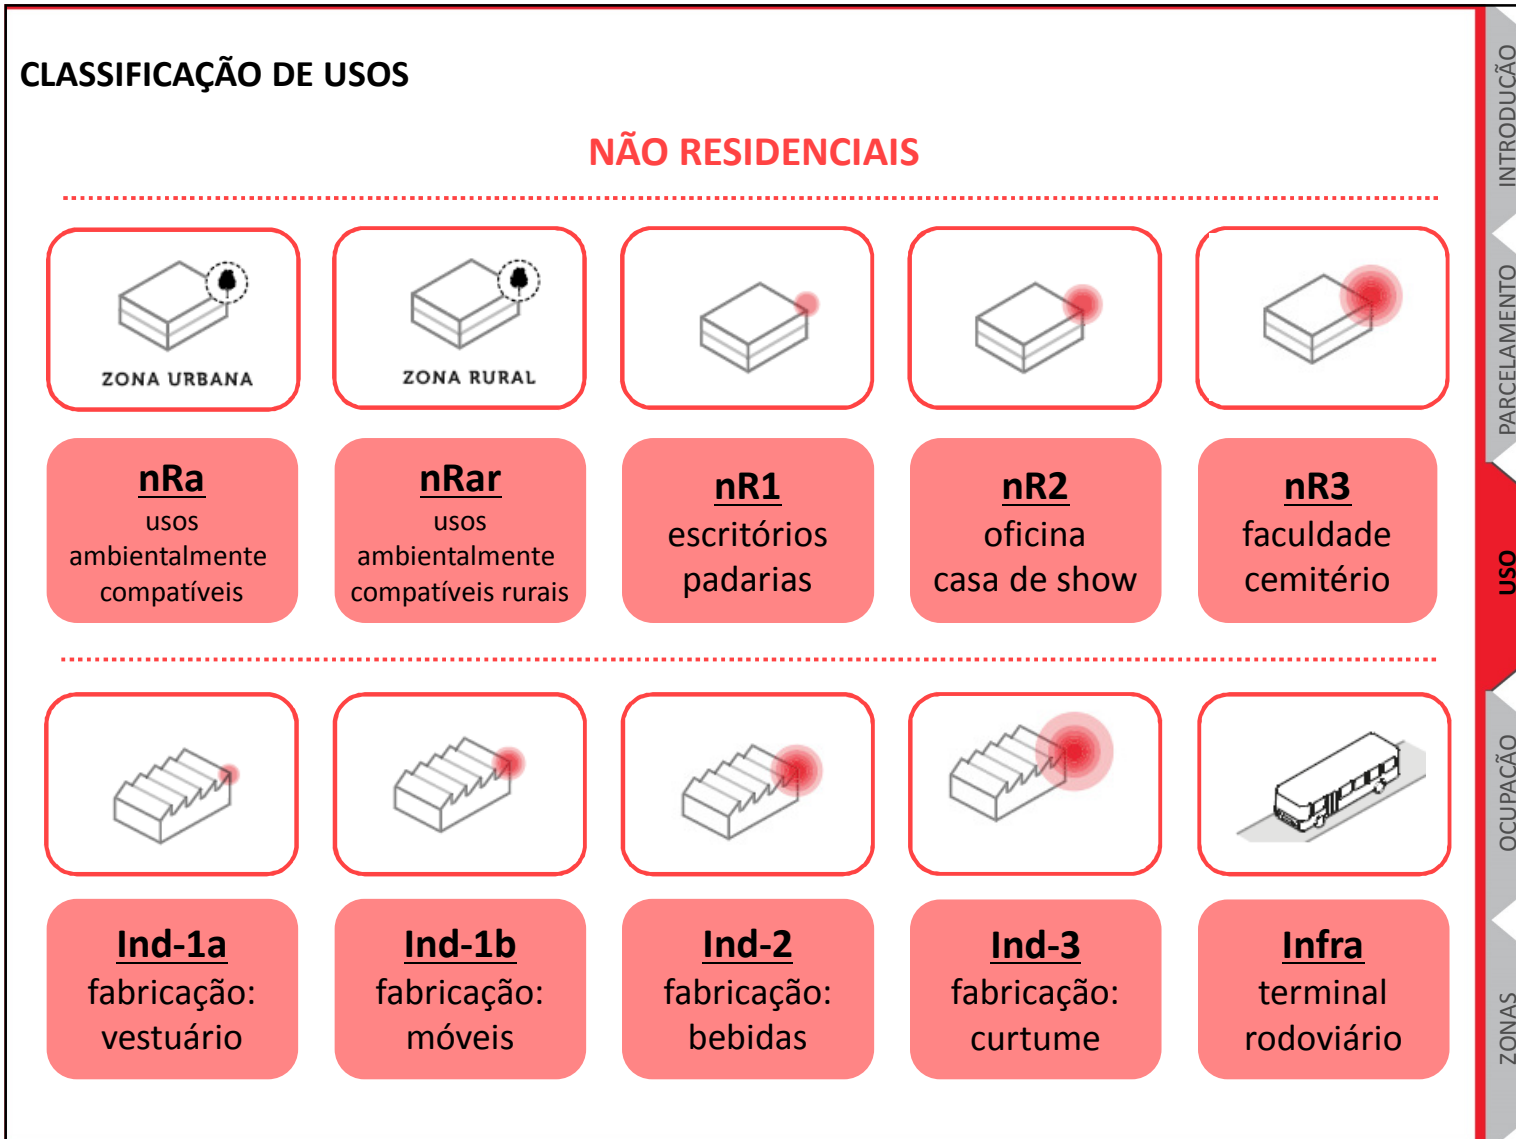 CLASSIFICAÇÃO DE USOS
NÃO RESIDENCIAIS
ZONA URBANA
ZONA RURAL
nRa
usos
ambientalmente
compatíveis
nRar
usos
ambientalmente
compatíveis rurais
nR1
escritórios
padarias
nR2
oficina
casa de show
nR3
faculdade
cemitério
Ind-1a
fabricação:
vestuário
Ind-1b
fabricação:
móveis
Ind-2
fabricação:
bebidas
Ind-3
fabricação:
curtume
Infra
terminal
rodoviário
INTRODUÇÃO
PARCELAMENTO
USO
OCUPAÇÃO
ZONAS